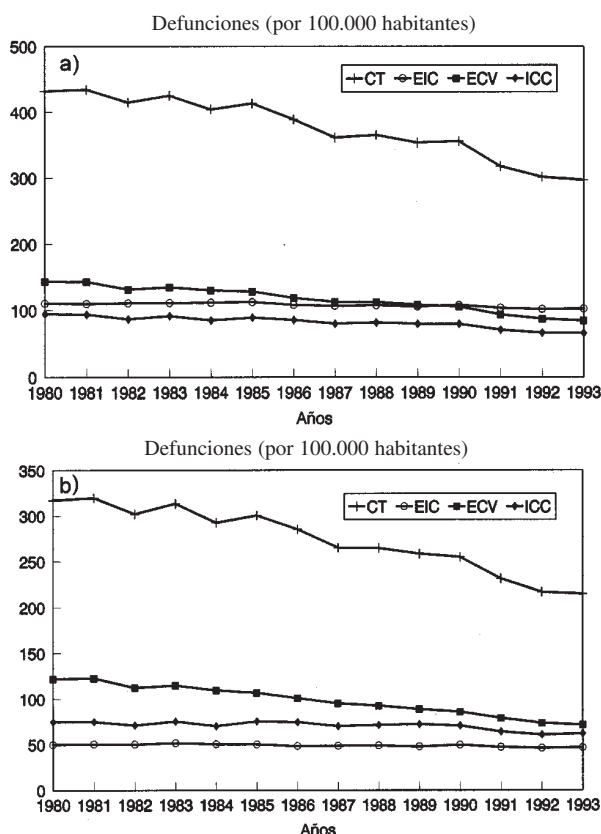 Defunciones (por 100.000 habitantes)
500
a)
CT EIC ECV ICC
400
300
200
100
0
1980 1981 1982 1983 1984 1985 1986 1987 1988 1989 1990 1991 1992 1993
Años
Defunciones (por 100.000 habitantes)
350
b)
CT EIC ECV ICC
300
250
200
150
100
50
0
1980 1981 1982 1983 1984 1985 1986 1987 1988 1989 1990 1991 1992 1993
Años